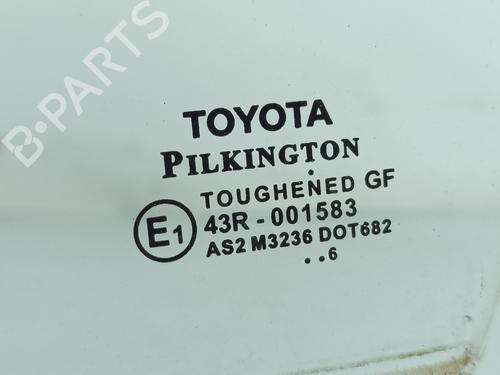 B-PARTS
TOYOTA
PILKINGTON
TOUGHENED GF
E1
43R - 001583
AS2 M3236 DOT682
..6